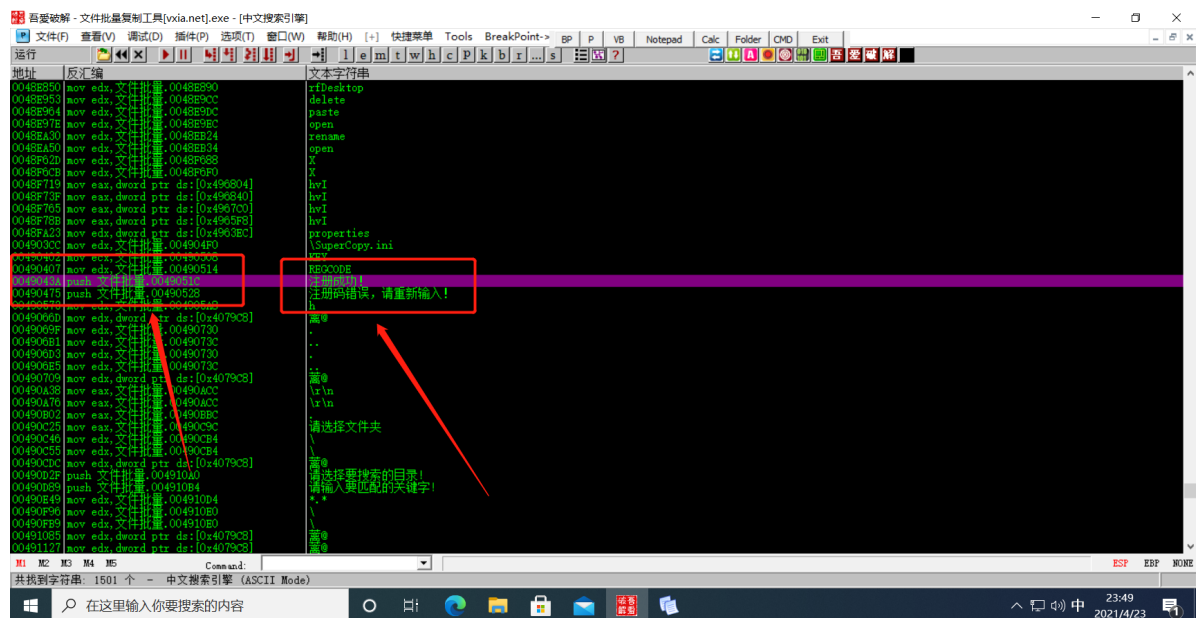 吾爱破解 - 文件批量复制工具[vxia.net].exe - [中文搜索引擎]
文件(F) 查看(V) 调试(D) 插件(P) 选项(T) 窗口(W) 帮助(H) [+] 快捷菜单 Tools BreakPoint-> BP P VB Notepad Calc Folder CMD Exit
运行 l e m t w h c P k b r ... s ? 吾 爱 破 解
地址 反汇编 文本字符串
0048E850 mov edx,文件批量.0048E890 rfDesktop
0048E953 mov edx,文件批量.0048E9CC delete
0048E964 mov edx,文件批量.0048E9DC paste
0048E97E mov edx,文件批量.0048E9EC open
0048EA30 mov edx,文件批量.0048EB24 rename
0048EA50 mov edx,文件批量.0048EB34 open
0048F62D mov edx,文件批量.0048F688 X
0048F6CB mov edx,文件批量.0048F6F0 X
0048F719 mov eax,dword ptr ds:[0x496804] hvI
0048F73F mov eax,dword ptr ds:[0x496840] hvI
0048F765 mov eax,dword ptr ds:[0x4967C0] hvI
0048F78B mov eax,dword ptr ds:[0x4965F8] hvI
0048FA23 mov edx,dword ptr ds:[0x4963EC] properties
004903CC mov edx,文件批量.004904F0 \SuperCopy.ini
00490402 mov edx,文件批量.00490508 KEY
00490407 mov edx,文件批量.00490514 REGCODE
0049043A push 文件批量.0049051C 注册成功!
00490475 push 文件批量.00490528 注册码错误，请重新输入!
00490573 mov edx,文件批量.004905A8 h
0049066D mov edx,dword ptr ds:[0x4079C8] @
0049069F mov edx,文件批量.00490730 .
004906B1 mov edx,文件批量.0049073C ..
004906D3 mov edx,文件批量.00490730 .
004906E5 mov edx,文件批量.0049073C ..
00490709 mov edx,dword ptr ds:[0x4079C8] @
00490A38 mov eax,文件批量.00490ACC \r\n
00490A76 mov eax,文件批量.00490ACC \r\n
00490B02 mov eax,文件批量.00490BBC .
00490C25 mov eax,文件批量.00490C9C 请选择文件夹
00490C46 mov edx,文件批量.00490CB4 \
00490C55 mov edx,文件批量.00490CB4 \
00490CDC mov edx,dword ptr ds:[0x4079C8] @
00490D2F push 文件批量.004910A0 请选择要搜索的目录!
00490D89 push 文件批量.004910B4 请输入要匹配的关键字!
00490E49 mov edx,文件批量.004910D4 *.*
00490F96 mov edx,文件批量.004910E0 \
00490FB9 mov edx,文件批量.004910E0 \
00491085 mov edx,dword ptr ds:[0x4079C8] @
00491127 mov edx,dword ptr ds:[0x4079C8] @
M1 M2 M3 M4 M5 Command: ESP EBP NONE
共找到字符串: 1501 个 - 中文搜索引擎 (ASCII Mode)
在这里输入你要搜索的内容 中 23:49
2021/4/23 1